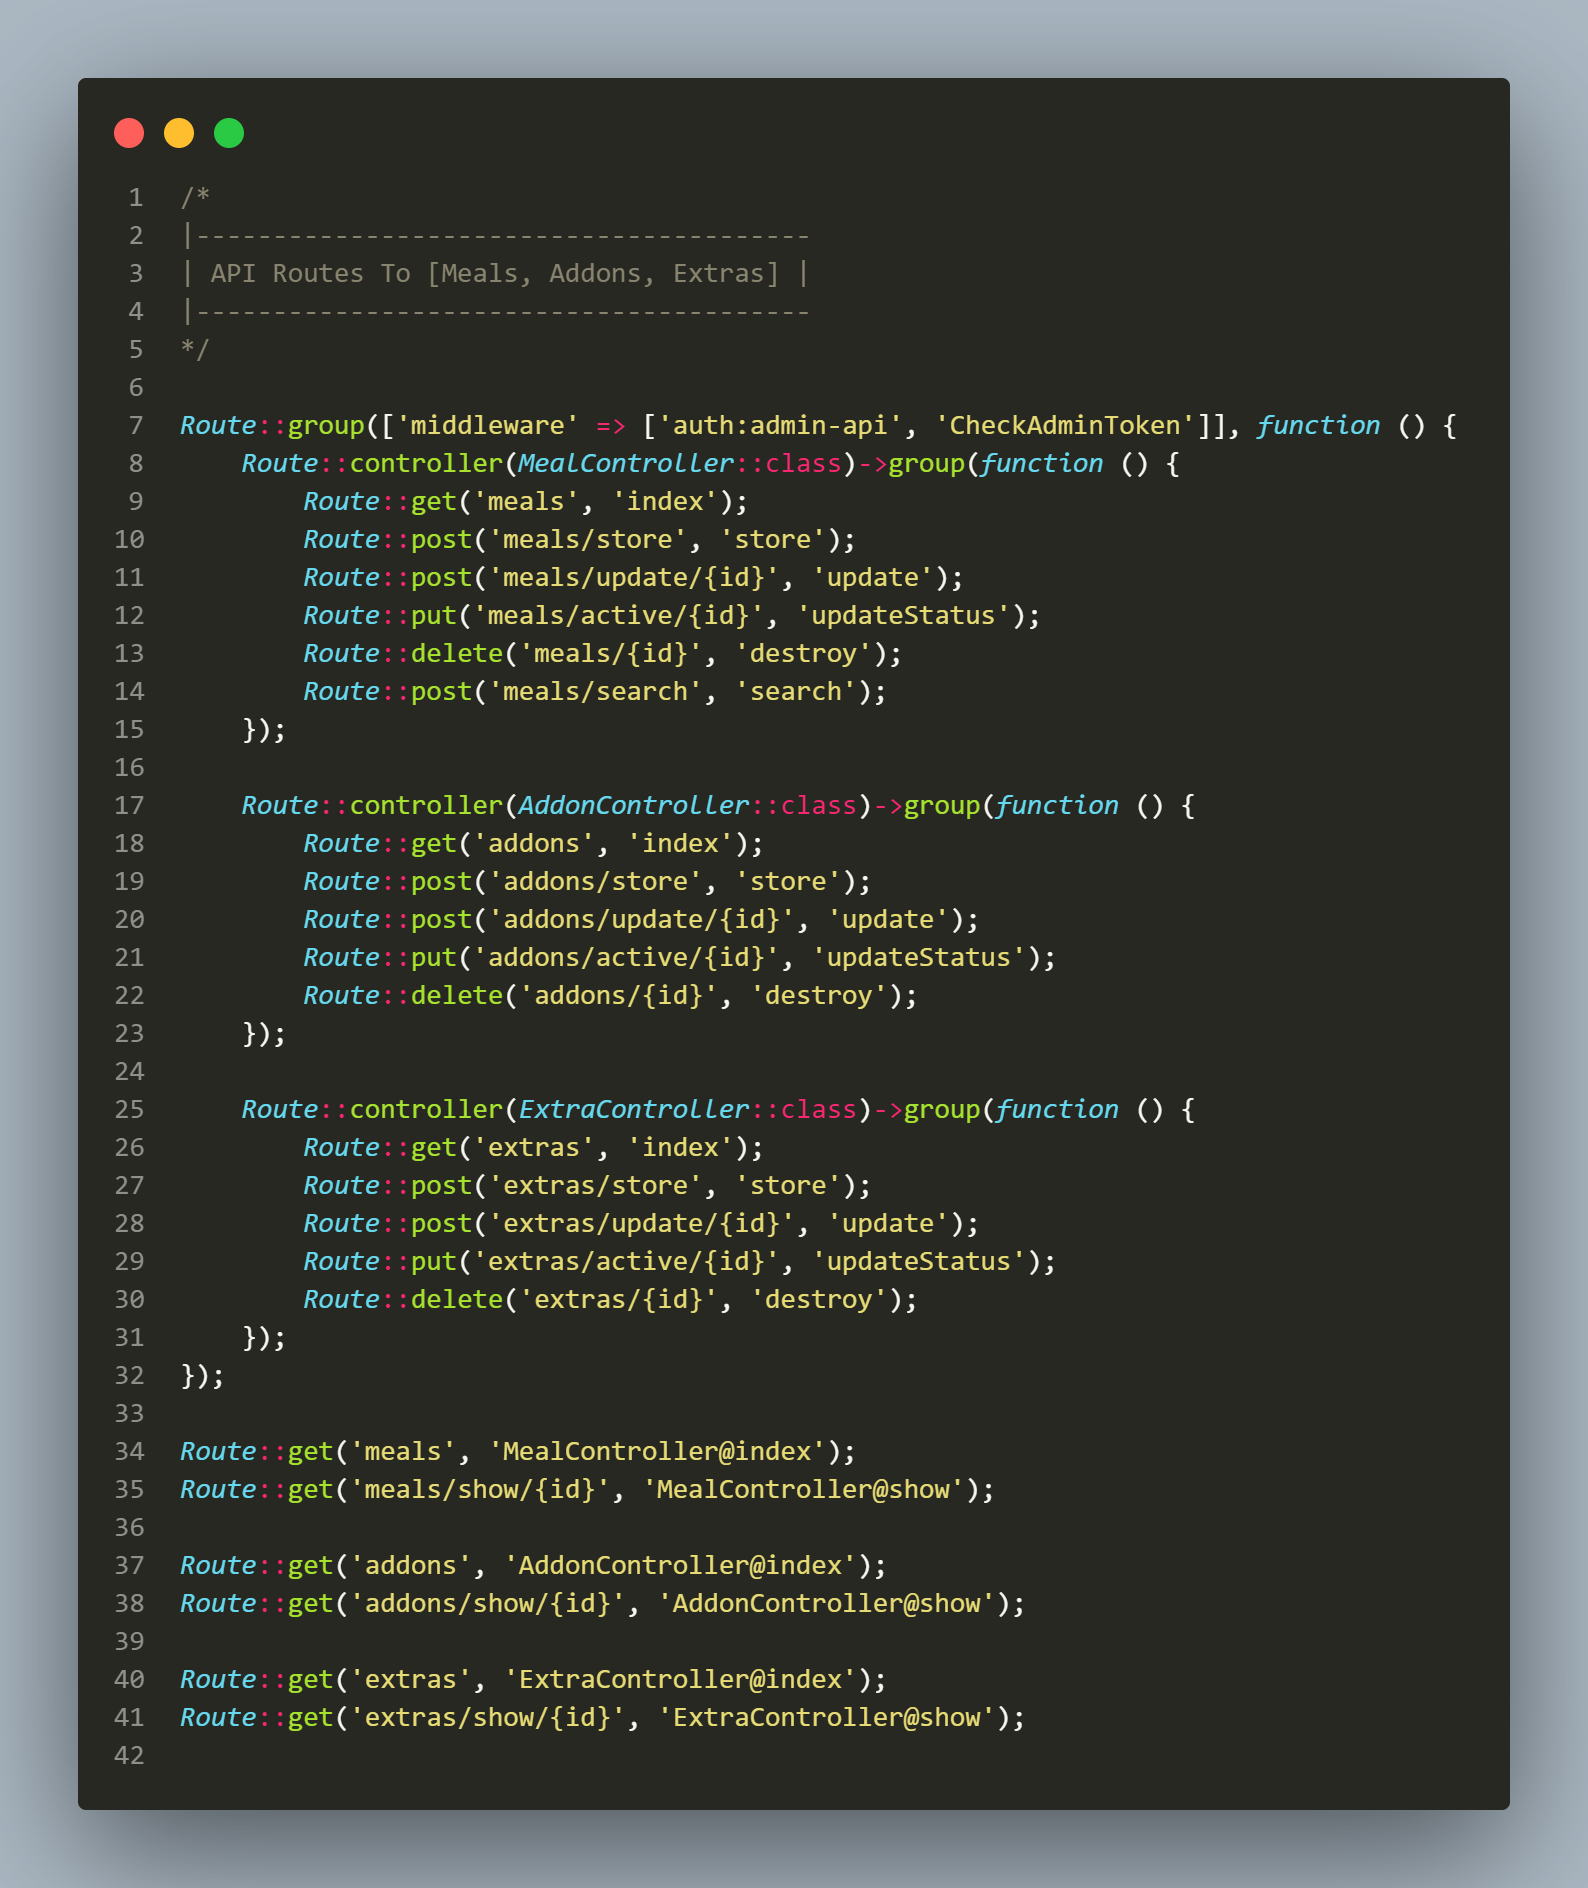 1 /*
2 |----------------------------------------
3 | API Routes To [Meals, Addons, Extras] |
4 |----------------------------------------
5 */
6
7 Route::group(['middleware' => ['auth:admin-api', 'CheckAdminToken']], function () {
8     Route::controller(MealController::class)->group(function () {
9         Route::get('meals', 'index');
10         Route::post('meals/store', 'store');
11         Route::post('meals/update/{id}', 'update');
12         Route::put('meals/active/{id}', 'updateStatus');
13         Route::delete('meals/{id}', 'destroy');
14         Route::post('meals/search', 'search');
15     });
16
17     Route::controller(AddonController::class)->group(function () {
18         Route::get('addons', 'index');
19         Route::post('addons/store', 'store');
20         Route::post('addons/update/{id}', 'update');
21         Route::put('addons/active/{id}', 'updateStatus');
22         Route::delete('addons/{id}', 'destroy');
23     });
24
25     Route::controller(ExtraController::class)->group(function () {
26         Route::get('extras', 'index');
27         Route::post('extras/store', 'store');
28         Route::post('extras/update/{id}', 'update');
29         Route::put('extras/active/{id}', 'updateStatus');
30         Route::delete('extras/{id}', 'destroy');
31     });
32 });
33
34 Route::get('meals', 'MealController@index');
35 Route::get('meals/show/{id}', 'MealController@show');
36
37 Route::get('addons', 'AddonController@index');
38 Route::get('addons/show/{id}', 'AddonController@show');
39
40 Route::get('extras', 'ExtraController@index');
41 Route::get('extras/show/{id}', 'ExtraController@show');
42